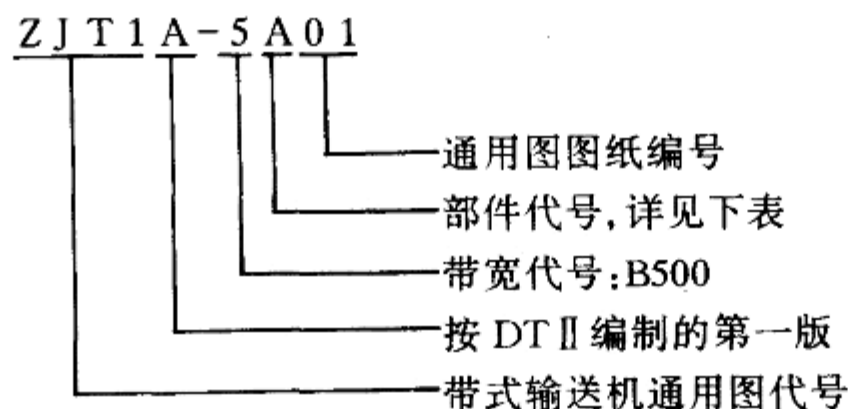 ZJT1A-5A01
通用图图纸编号
部件代号,详见下表
带宽代号:B500
按DTⅡ编制的第一版
带式输送机通用图代号